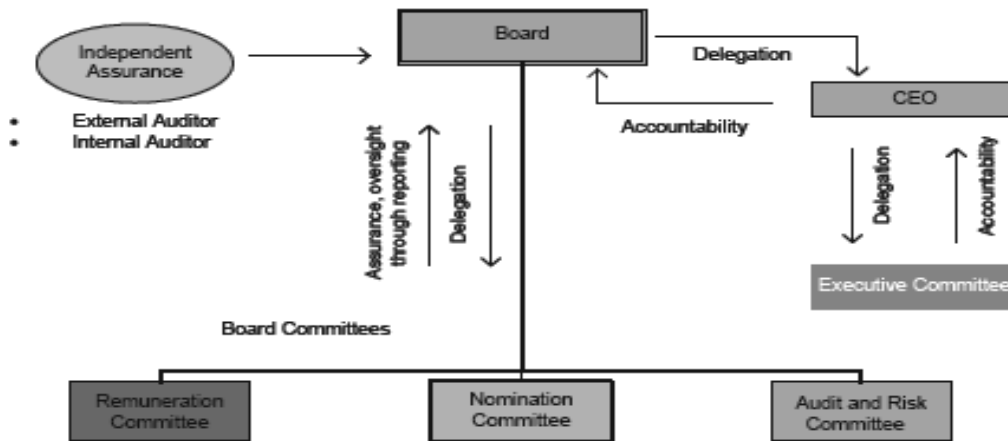 Board
Independent
Assurance
Delegation
CEO
• External Auditor
• Internal Auditor
Accountability
Assurance, oversight
through reporting
Delegation
Delegation
Accountability
Executive Committee
Board Committees
Remuneration
Committee
Nomination
Committee
Audit and Risk
Committee